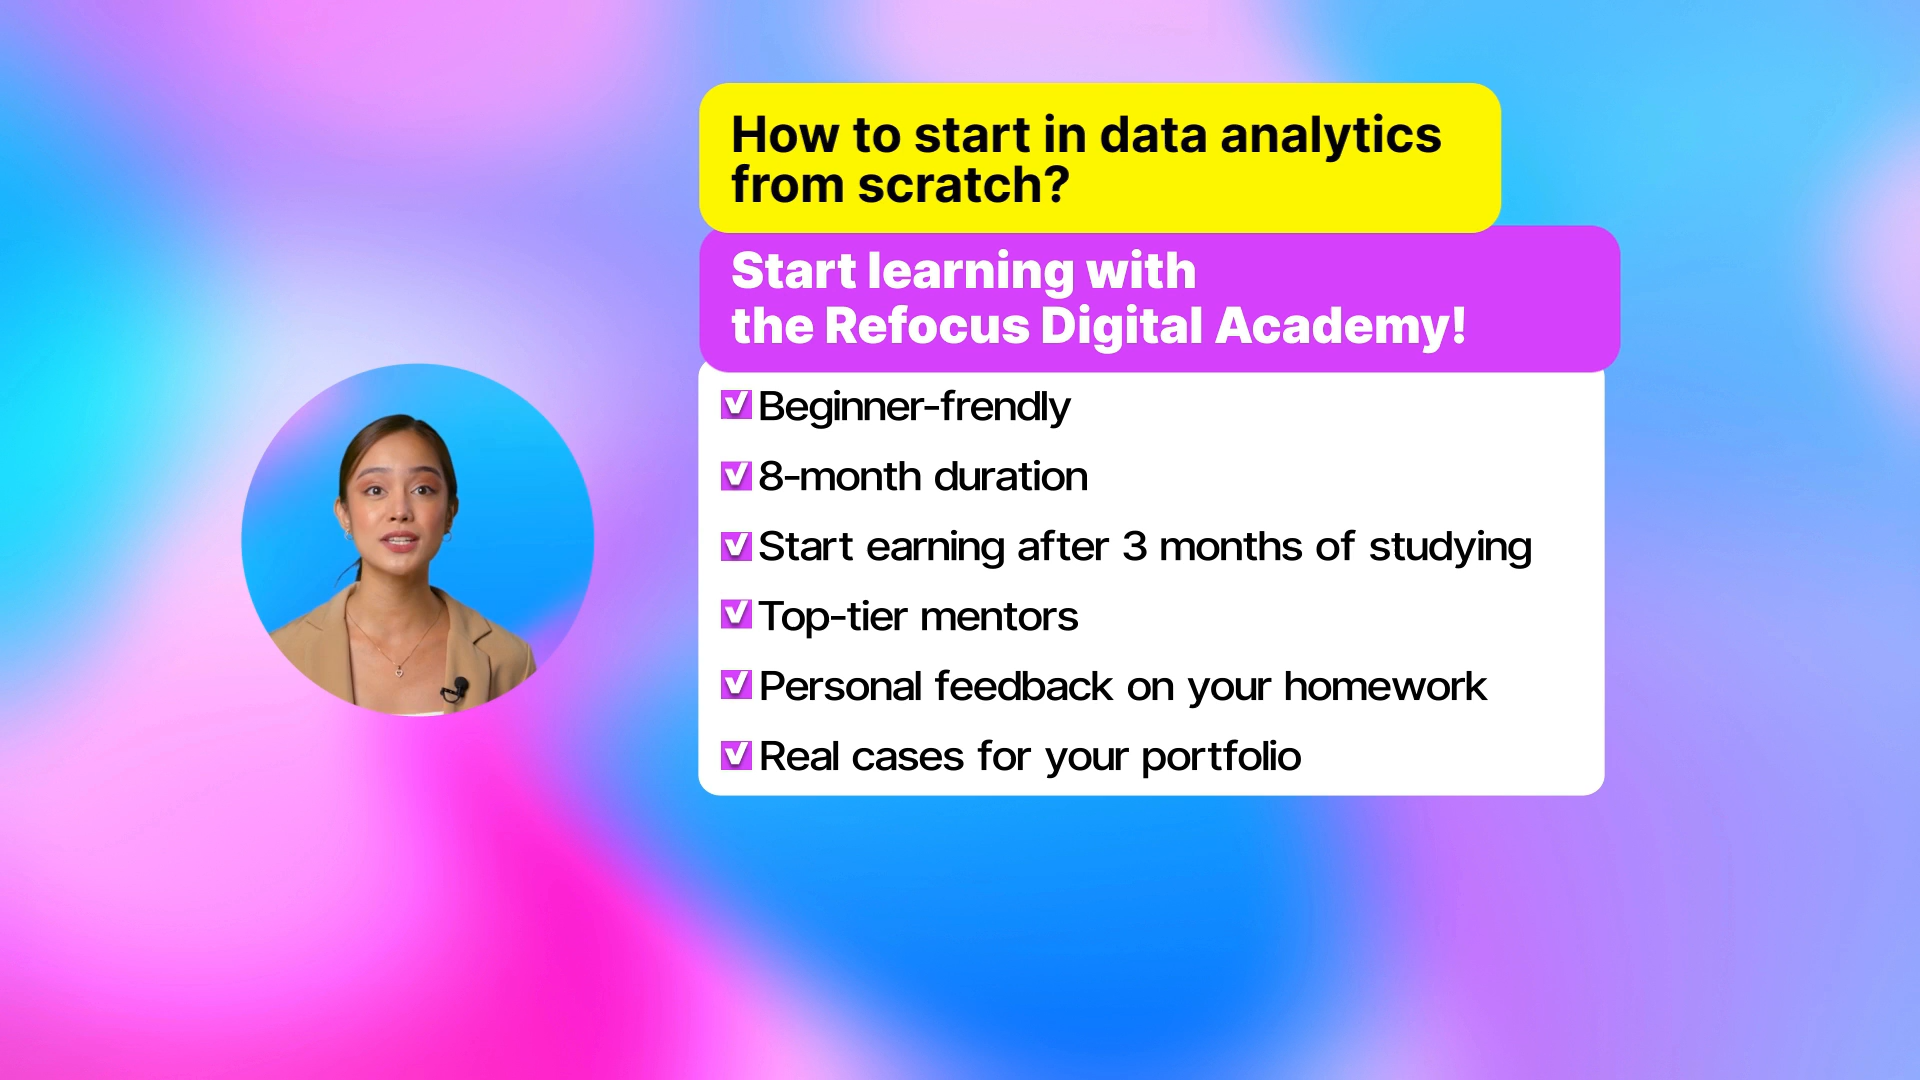 How to start in data analytics
from scratch?
Start learning with
the Refocus Digital Academy!
Beginner-frendly
8-month duration
Start earning after 3 months of studying
Top-tier mentors
Personal feedback on your homework
Real cases for your portfolio